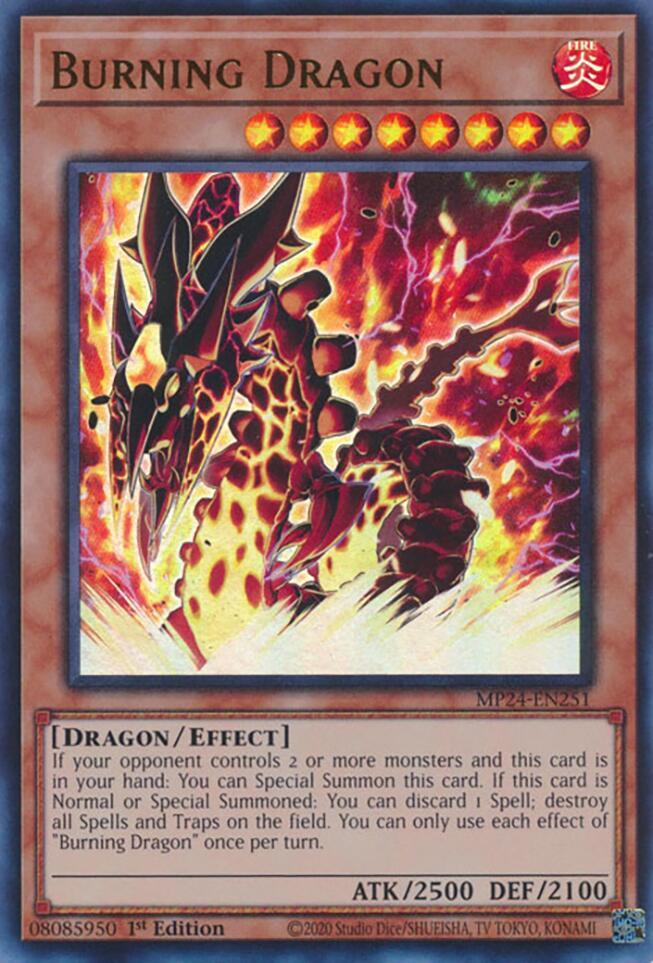 BURNING DRAGON
FIRE
炎
MP24-EN251
[DRAGON/EFFECT]
If your opponent controls 2 or more monsters and this card is
in your hand: You can Special Summon this card. If this card is
Normal or Special Summoned: You can discard 1 Spell; destroy
all Spells and Traps on the field. You can only use each effect of
"Burning Dragon" once per turn.
ATK/2500 DEF/2100
08085950 1st Edition ©2020 Studio Dice/SHUEISHA, TV TOKYO, KONAMI